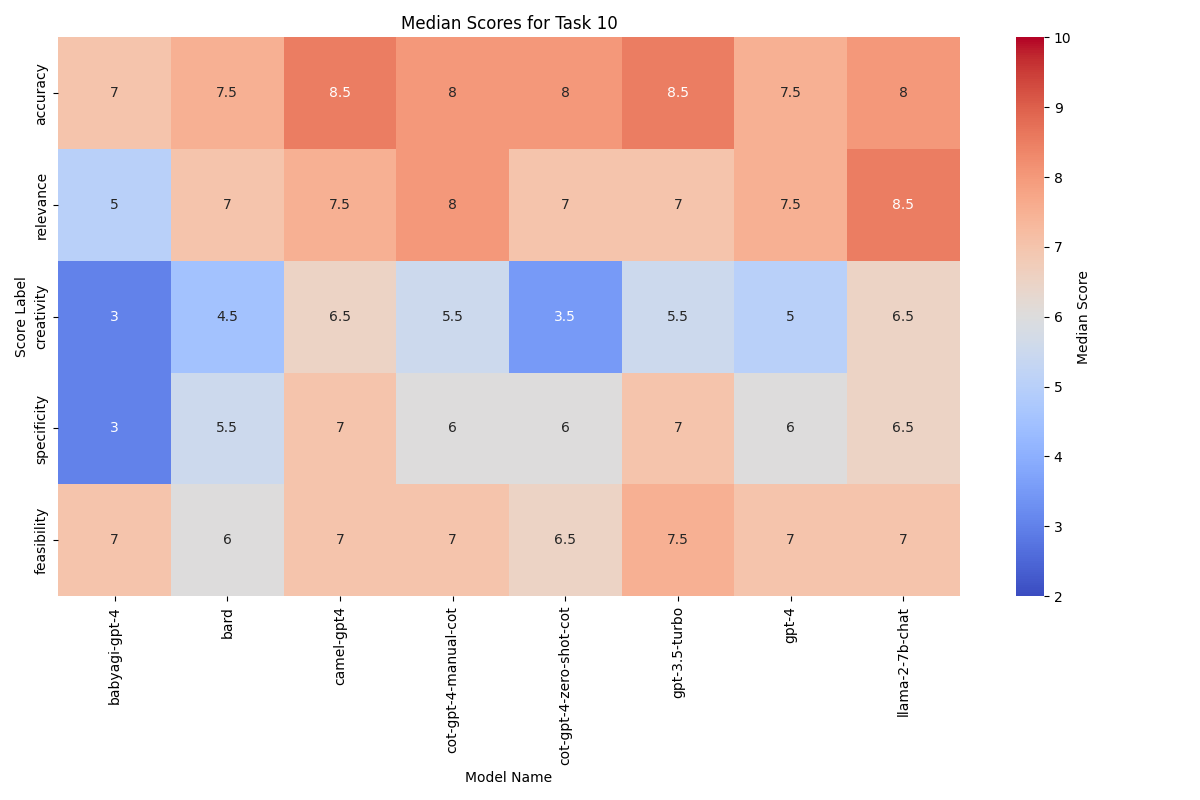 Median Scores for Task 10
accuracy 7 7.5 8.5 8 8 8.5 7.5 8
relevance 5 7 7.5 8 7 7 7.5 8.5
creativity 3 4.5 6.5 5.5 3.5 5.5 5 6.5
specificity 3 5.5 7 6 6 7 6 6.5
feasibility 7 6 7 7 6.5 7.5 7 7
Score Label
babyagi-gpt-4
bard
camel-gpt4
cot-gpt-4-manual-cot
cot-gpt-4-zero-shot-cot
gpt-3.5-turbo
gpt-4
llama-2-7b-chat
Model Name
10
9
8
7
6
5
4
3
2
Median Score